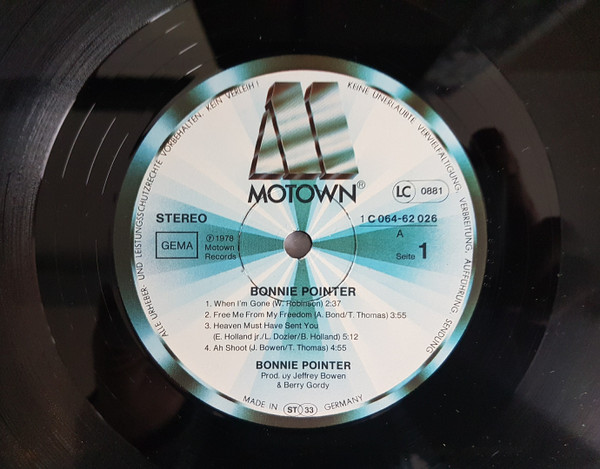 ALLE URHEBER UND LEISTUNGSSCHUTZRECHTE VORBEHALTEN. KEIN VERLEIH! KEINE UNERLAUBTE VERVIELFÄLTIGUNG, VERBREITUNG, AUFFÜHRUNG, SENDUNG
MOTOWN®
LC 0881
STEREO
1 C 064-62 026
GEMA
A
℗ 1978
Motown
Records
Seite 1
BONNIE POINTER
1. When I'm Gone (W. Robinson) 2:37
2. Free Me From My Freedom (A. Bond/T. Thomas) 3:55
3. Heaven Must Have Sent You
(E. Holland jr./L. Dozier/B. Holland) 5:12
4. Ah Shoot (J. Bowen/T. Thomas) 4:55
BONNIE POINTER
Prod. by Jeffrey Bowen
& Berry Gordy
MADE IN ST 33 GERMANY